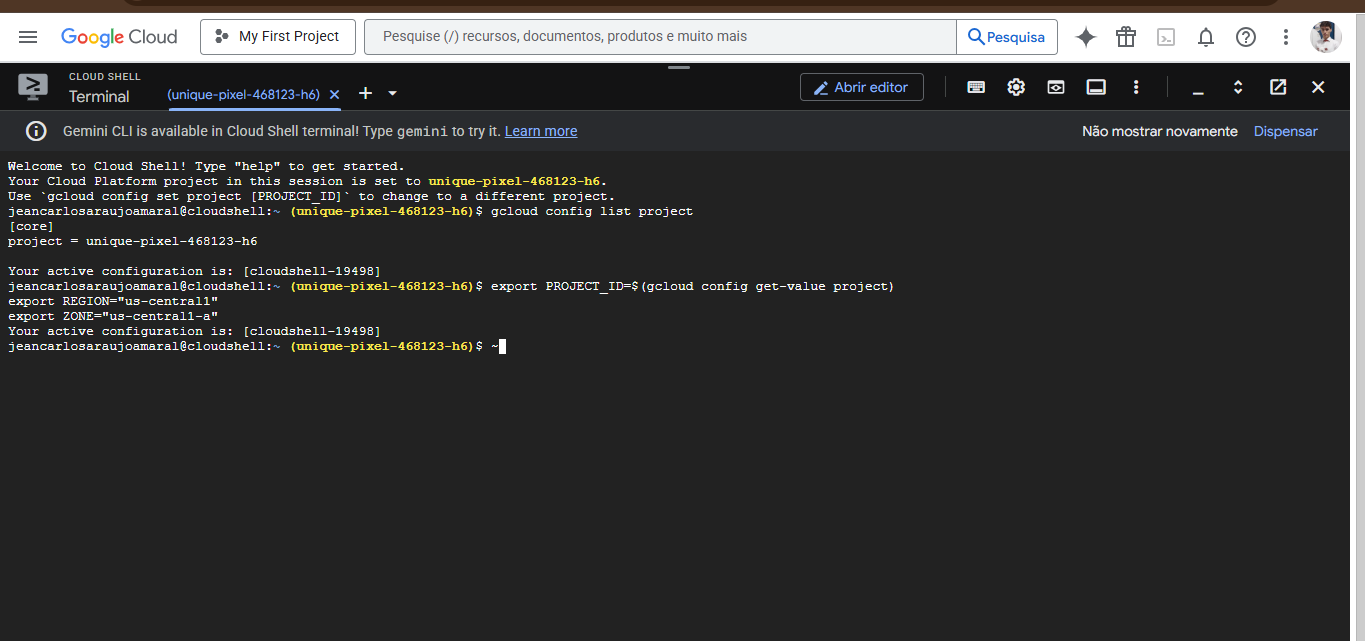 Google Cloud
My First Project
Pesquise (/) recursos, documentos, produtos e muito mais
Pesquisa
CLOUD SHELL
Terminal
(unique-pixel-468123-h6)
Abrir editor
Gemini CLI is available in Cloud Shell terminal! Type gemini to try it. Learn more
Não mostrar novamente
Dispensar
Welcome to Cloud Shell! Type "help" to get started.
Your Cloud Platform project in this session is set to unique-pixel-468123-h6.
Use `gcloud config set project [PROJECT_ID]` to change to a different project.
jeancarlosaraujoamaral@cloudshell:~ (unique-pixel-468123-h6)$ gcloud config list project
[core]
project = unique-pixel-468123-h6
Your active configuration is: [cloudshell-19498]
jeancarlosaraujoamaral@cloudshell:~ (unique-pixel-468123-h6)$ export PROJECT_ID=$(gcloud config get-value project)
export REGION="us-central1"
export ZONE="us-central1-a"
Your active configuration is: [cloudshell-19498]
jeancarlosaraujoamaral@cloudshell:~ (unique-pixel-468123-h6)$ ~